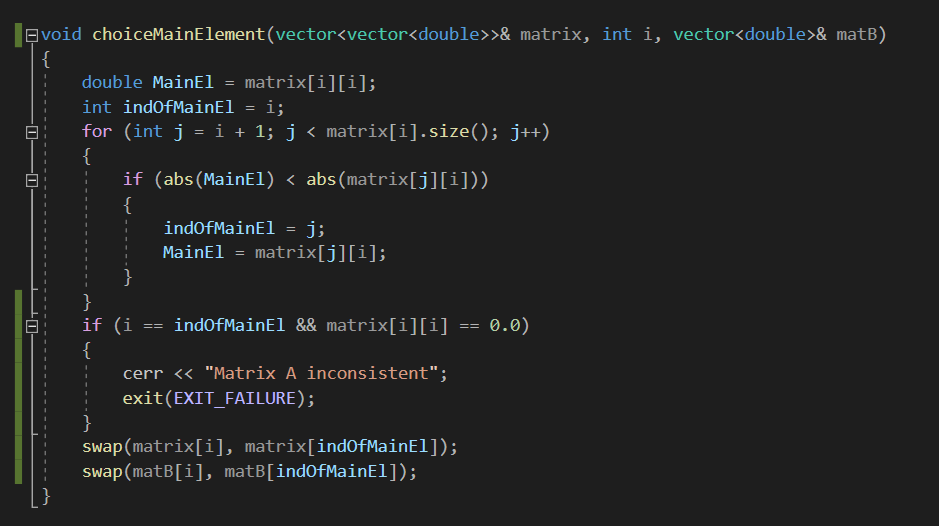 void choiceMainElement(vector<vector<double>>& matrix, int i, vector<double>& matB)
{
    double MainEl = matrix[i][i];
    int indOfMainEl = i;
    for (int j = i + 1; j < matrix[i].size(); j++)
    {
        if (abs(MainEl) < abs(matrix[j][i]))
        {
            indOfMainEl = j;
            MainEl = matrix[j][i];
        }
    }
    if (i == indOfMainEl && matrix[i][i] == 0.0)
    {
        cerr << "Matrix A inconsistent";
        exit(EXIT_FAILURE);
    }
    swap(matrix[i], matrix[indOfMainEl]);
    swap(matB[i], matB[indOfMainEl]);
}